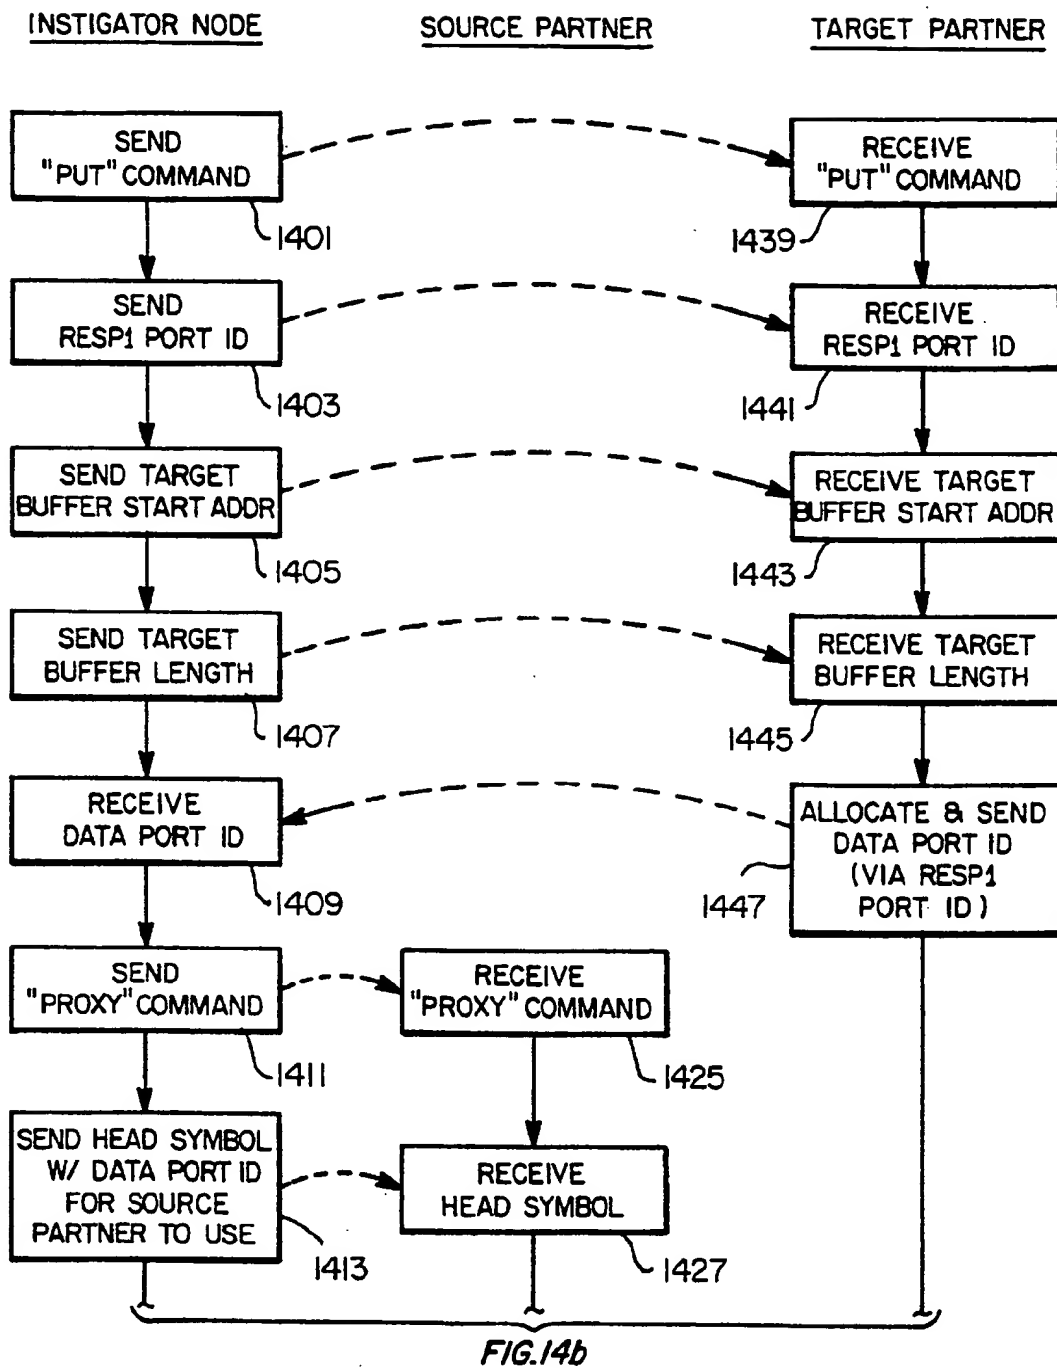 INSTIGATOR NODE
SOURCE PARTNER
TARGET PARTNER
SEND
"PUT" COMMAND
1401
RECEIVE
"PUT" COMMAND
1439
SEND
RESP1 PORT ID
1403
RECEIVE
RESP1 PORT ID
1441
SEND TARGET
BUFFER START ADDR
1405
RECEIVE TARGET
BUFFER START ADDR
1443
SEND TARGET
BUFFER LENGTH
1407
RECEIVE TARGET
BUFFER LENGTH
1445
RECEIVE
DATA PORT ID
1409
ALLOCATE & SEND
DATA PORT ID
(VIA RESP1
PORT ID)
1447
SEND
"PROXY" COMMAND
1411
RECEIVE
"PROXY" COMMAND
1425
SEND HEAD SYMBOL
W/ DATA PORT ID
FOR SOURCE
PARTNER TO USE
1413
RECEIVE
HEAD SYMBOL
1427
FIG.14b